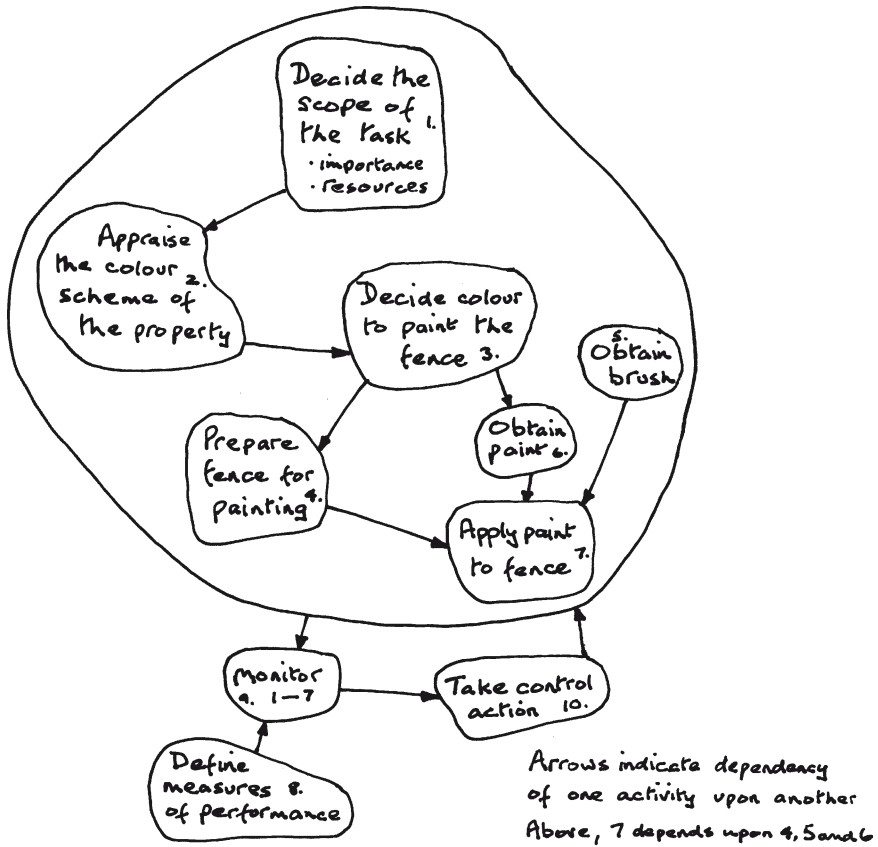 Decide the
scope of
the task 1.
• importance
• resources
Appraise
the colour 2.
scheme of
the property
Decide colour
to paint the
fence 3.
5.
Obtain
brush
Prepare
fence for
painting 4.
Obtain
paint 6.
Apply paint
to fence 7.
Monitor
9. 1–7
Take control
action 10.
Define
measures 8.
of performance
Arrows indicate dependency
of one activity upon another
Above, 7 depends upon 4, 5 and 6